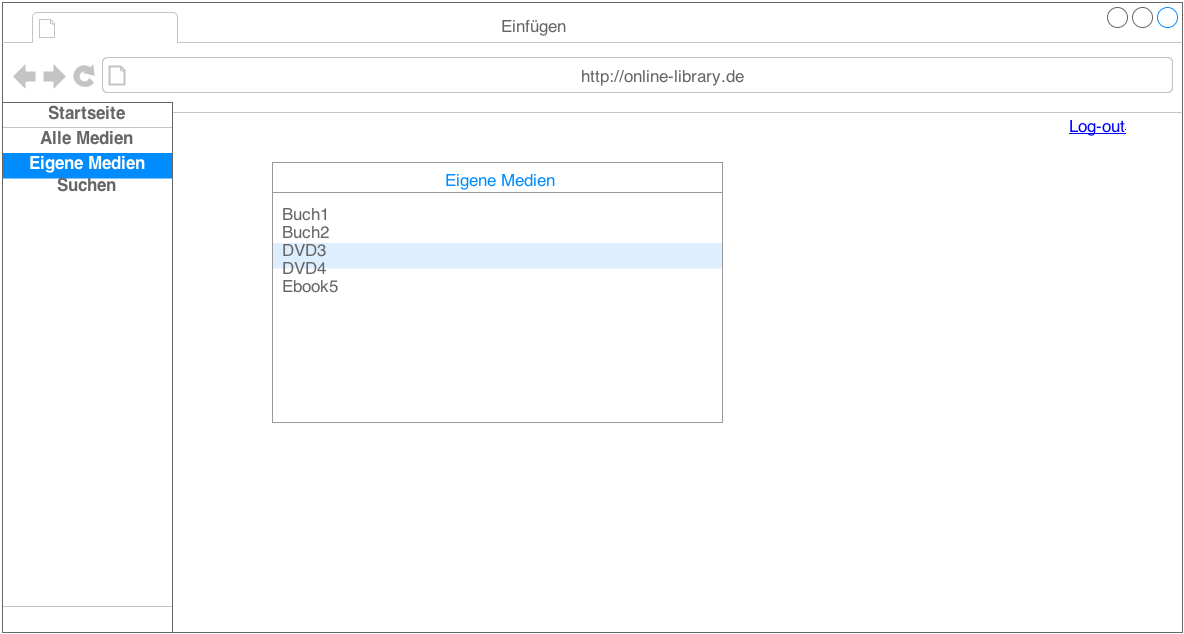 Einfügen
http://online-library.de
Startseite
Alle Medien
Eigene Medien
Suchen
Log-out
Eigene Medien
Buch1
Buch2
DVD3
DVD4
Ebook5